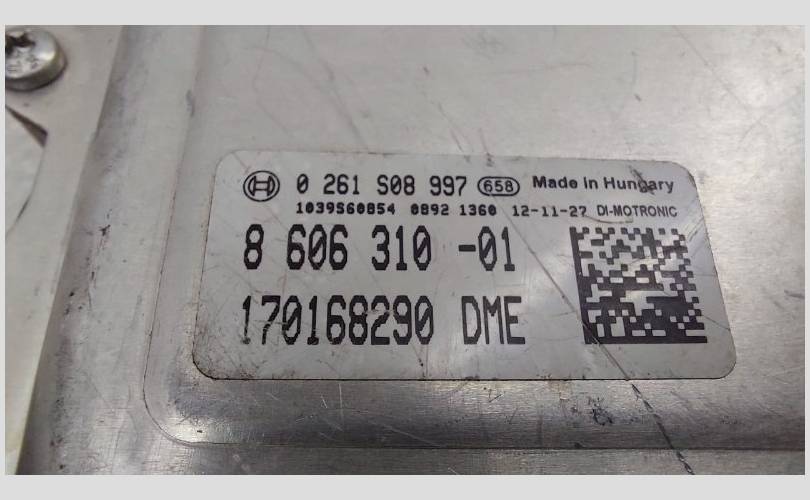 0 261 S08 997 658 Made in Hungary
1039S60854 0892 1360 12-11-27 DI-MOTRONIC
8 606 310 -01
170168290 DME